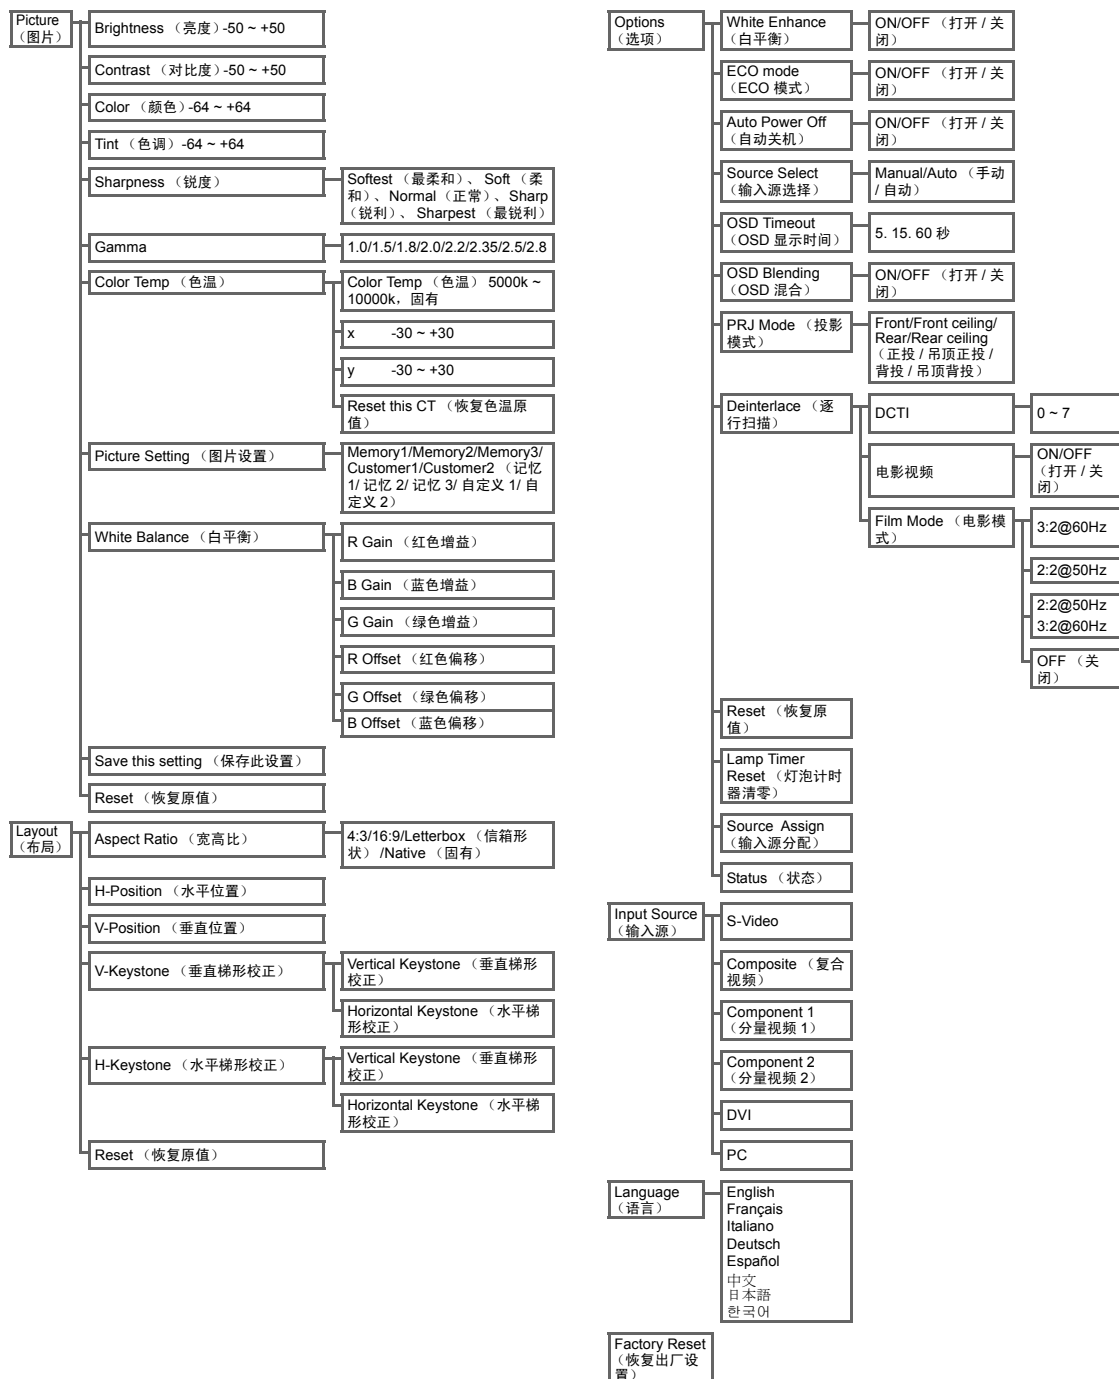 Picture
（图片）
Brightness （亮度）-50 ~ +50
Contrast （对比度）-50 ~ +50
Color （颜色）-64 ~ +64
Tint （色调）-64 ~ +64
Sharpness （锐度）
Softest （最柔和）、 Soft （柔
和）、Normal （正常）、Sharp
（锐利）、 Sharpest （最锐利）
Gamma
1.0/1.5/1.8/2.0/2.2/2.35/2.5/2.8
Color Temp （色温）
Color Temp （色温） 5000k ~
10000k，固有
x -30 ~ +30
y -30 ~ +30
Reset this CT （恢复色温原
值）
Picture Setting （图片设置）
Memory1/Memory2/Memory3/
Customer1/Customer2 （记忆
1/ 记忆 2/ 记忆 3/ 自定义 1/ 自
定义 2）
White Balance （白平衡）
R Gain （红色增益）
B Gain （蓝色增益）
G Gain （绿色增益）
R Offset （红色偏移）
G Offset （绿色偏移）
B Offset （蓝色偏移）
Save this setting （保存此设置）
Reset （恢复原值）
Layout
（布局）
Aspect Ratio （宽高比）
4:3/16:9/Letterbox （信箱形
状） /Native （固有）
H-Position （水平位置）
V-Position （垂直位置）
V-Keystone （垂直梯形校正）
Vertical Keystone （垂直梯形
校正）
Horizontal Keystone （水平梯
形校正）
H-Keystone （水平梯形校正）
Vertical Keystone （垂直梯形
校正）
Horizontal Keystone （水平梯
形校正）
Reset （恢复原值）
Options
（选项）
White Enhance
（白平衡）
ON/OFF （打开 / 关
闭）
ECO mode
（ECO 模式）
ON/OFF （打开 / 关
闭）
Auto Power Off
（自动关机）
ON/OFF （打开 / 关
闭）
Source Select
（输入源选择）
Manual/Auto （手动
/ 自动）
OSD Timeout
（OSD 显示时间）
5. 15. 60 秒
OSD Blending
（OSD 混合）
ON/OFF （打开 / 关
闭）
PRJ Mode （投影
模式）
Front/Front ceiling/
Rear/Rear ceiling
（正投 / 吊顶正投 /
背投 / 吊顶背投）
Deinterlace （逐
行扫描）
DCTI
0 ~ 7
电影视频
ON/OFF
（打开 / 关
闭）
Film Mode （电影模
式）
3:2@60Hz
2:2@50Hz
2:2@50Hz
3:2@60Hz
OFF （关
闭）
Reset （恢复原
值）
Lamp Timer
Reset （灯泡计时
器清零）
Source Assign
（输入源分配）
Status （状态）
Input Source
（输入源）
S-Video
Composite （复合
视频）
Component 1
（分量视频 1）
Component 2
（分量视频 2）
DVI
PC
Language
（语言）
English
Français
Italiano
Deutsch
Español
中文
日本語
한국어
Factory Reset
（恢复出厂设
置）